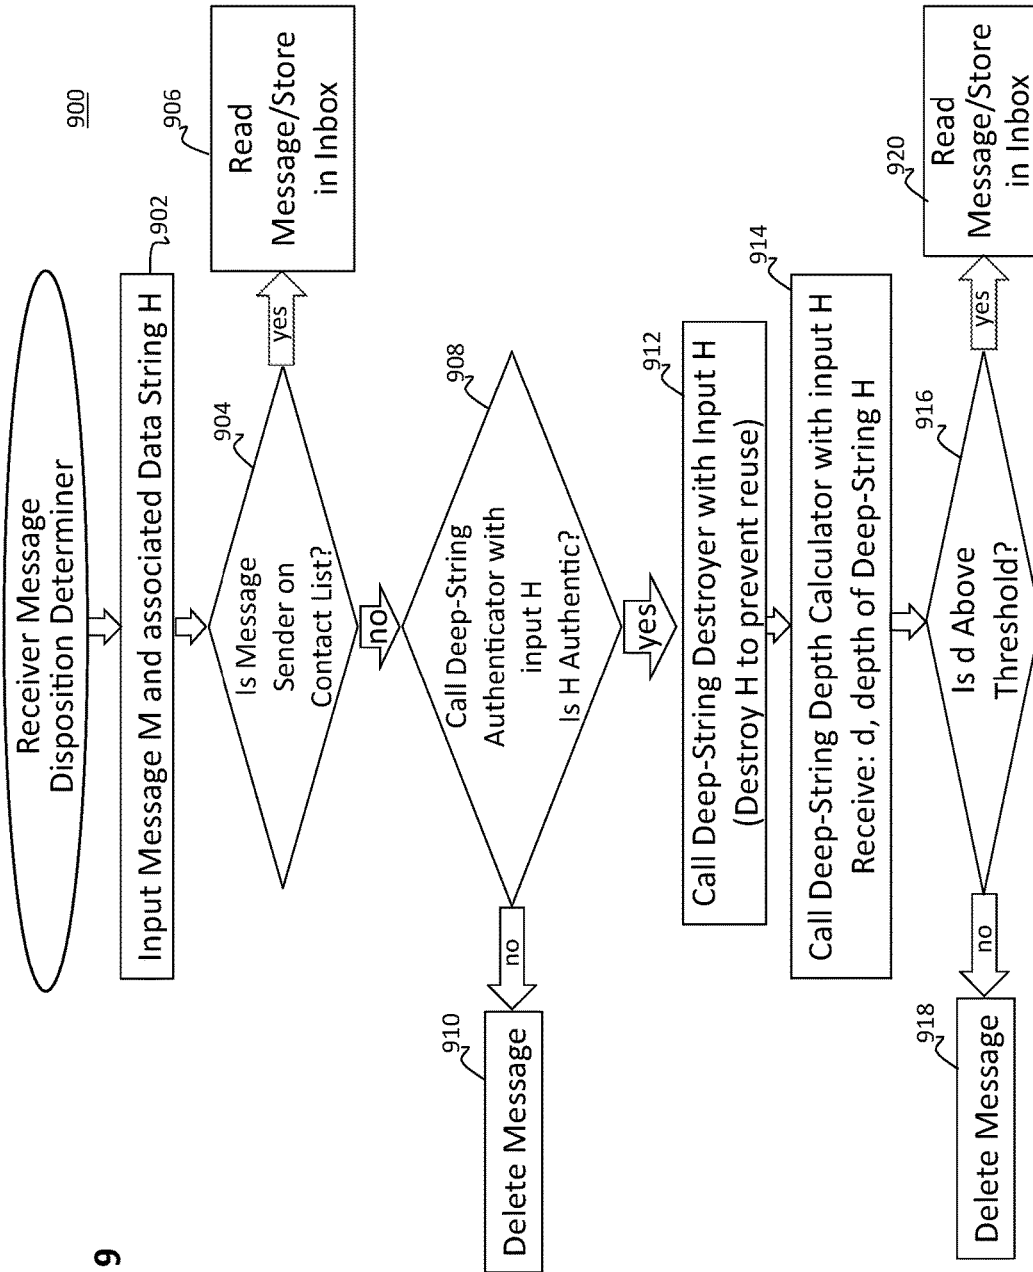 9
900
Receiver Message
Disposition Determiner
Input Message M and associated Data String H
902
Is Message
Sender on
Contact List?
904
yes
Read
Message/Store
in Inbox
906
no
Call Deep-String
Authenticator with
input H
Is H Authentic?
908
no
Delete Message
910
yes
Call Deep-String Destroyer with Input H
(Destroy H to prevent reuse)
912
Call Deep-String Depth Calculator with input H
Receive: d, depth of Deep-String H
914
Is d Above
Threshold?
916
no
Delete Message
918
yes
Read
Message/Store
in Inbox
920